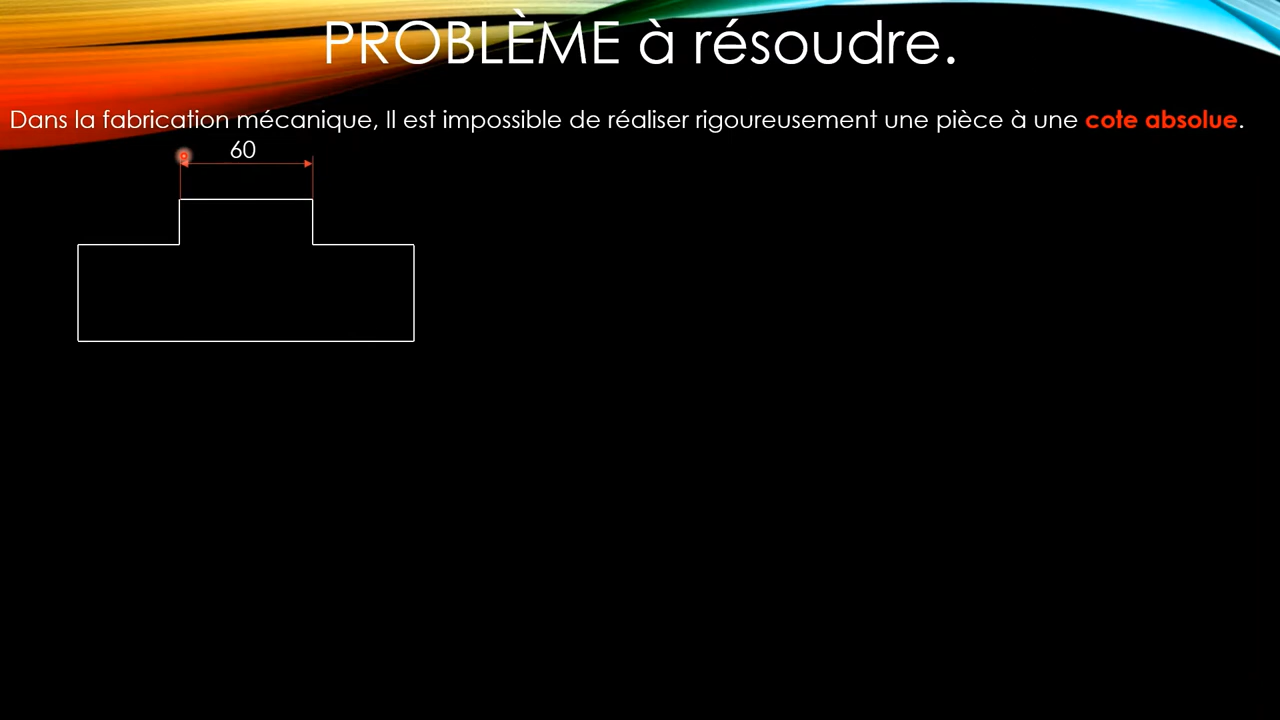 PROBLÈME à résoudre.
Dans la fabrication mécanique, Il est impossible de réaliser rigoureusement une pièce à une cote absolue.
60